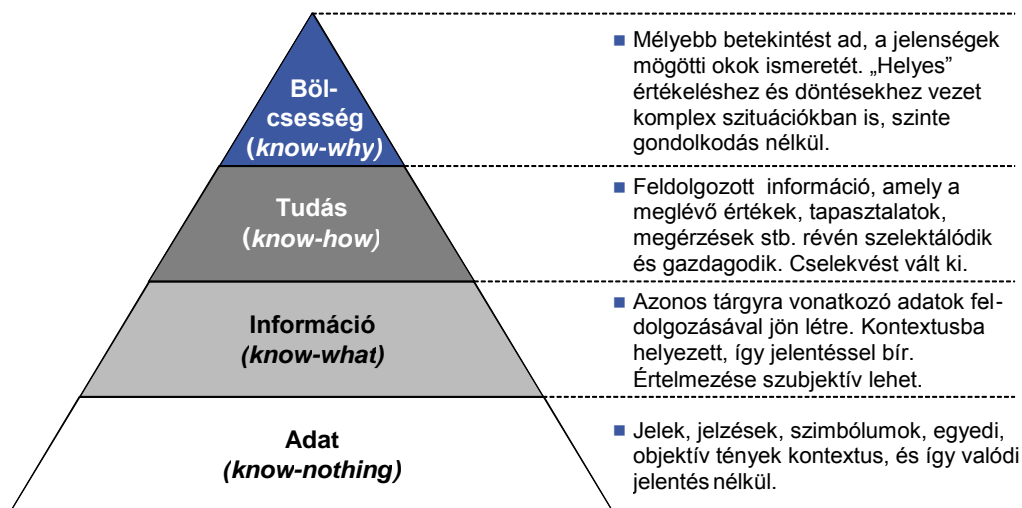 Böl-
csesség
(know-why)
Mélyebb betekintést ad, a jelenségek
mögötti okok ismeretét. „Helyes”
értékeléshez és döntésekhez vezet
komplex szituációkban is, szinte
gondolkodás nélkül.
Tudás
(know-how)
Feldolgozott információ, amely a
meglévő értékek, tapasztalatok,
megérzések stb. révén szelektálódik
és gazdagodik. Cselekvést vált ki.
Információ
(know-what)
Azonos tárgyra vonatkozó adatok fel-
dolgozásával jön létre. Kontextusba
helyezett, így jelentéssel bír.
Értelmezése szubjektív lehet.
Adat
(know-nothing)
Jelek, jelzések, szimbólumok, egyedi,
objektív tények kontextus, és így valódi
jelentés nélkül.